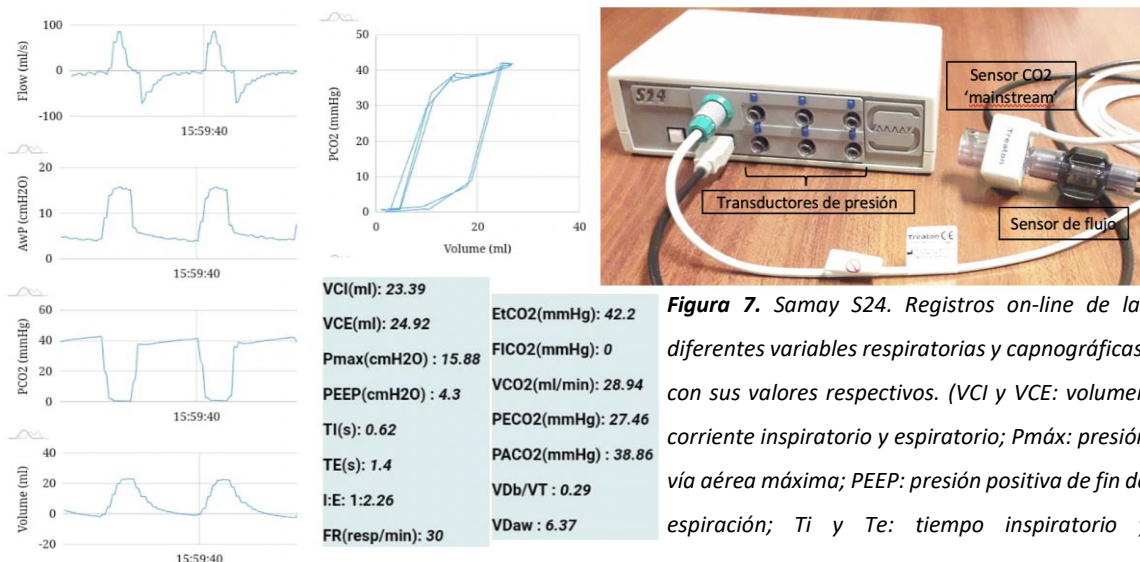 100
0
-100
Flow (ml/s)
15:59:40
20
10
0
AwP (cmH2O)
15:59:40
60
40
20
0
PCO2 (mmHg)
15:59:40
40
20
0
-20
Volume (ml)
15:59:40
50
40
30
20
10
0
PCO2 (mmHg)
0
20
40
Volume (ml)
VCI(ml): 23.39
VCE(ml): 24.92
Pmax(cmH2O) : 15.88
PEEP(cmH2O) : 4.3
TI(s): 0.62
TE(s): 1.4
I:E: 1:2.26
FR(resp/min): 30
EtCO2(mmHg): 42.2
FICO2(mmHg): 0
VCO2(ml/min): 28.94
PECO2(mmHg): 27.46
PACO2(mmHg) : 38.86
VDb/VT : 0.29
VDaw : 6.37
S24
SAMAY
Sensor CO2
‘mainstream’
Treaton
Transductores de presión
Sensor de flujo
Treaton CE
Figura 7. Samay S24. Registros on-line de la
diferentes variables respiratorias y capnográficas
con sus valores respectivos. (VCI y VCE: volumen
corriente inspiratorio y espiratorio; Pmáx: presión
vía aérea máxima; PEEP: presión positiva de fin de
espiración; Ti y Te: tiempo inspiratorio y